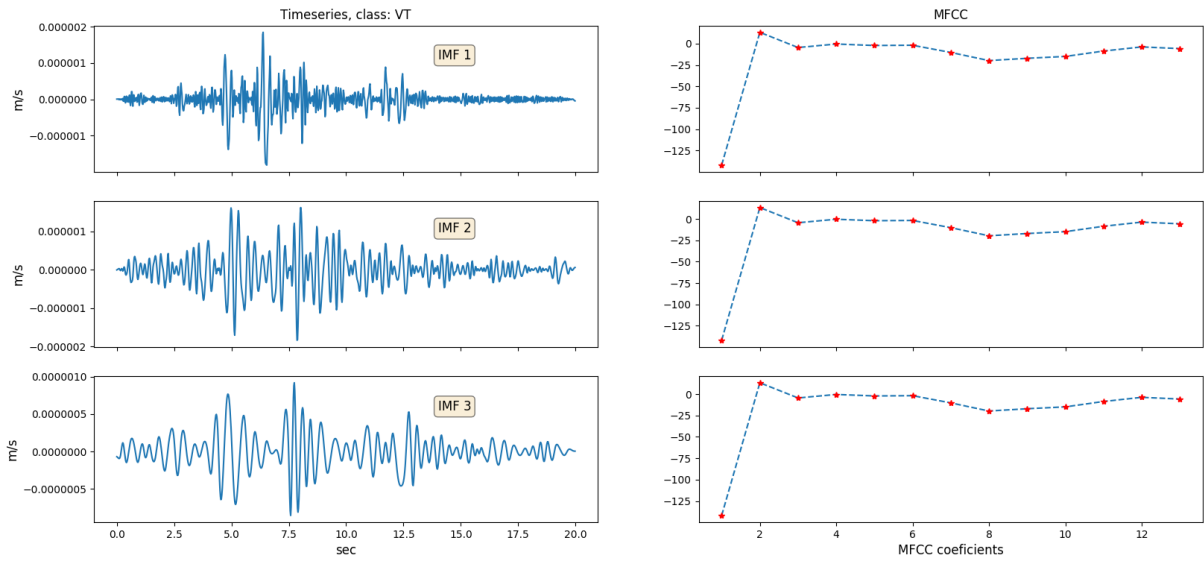 Timeseries, class: VT
MFCC
0.000002
0.000001
0.000000
−0.000001
m/s
IMF 1
0
−25
−50
−75
−100
−125
0.000001
0.000000
−0.000001
−0.000002
m/s
IMF 2
0
−25
−50
−75
−100
−125
0.0000010
0.0000005
0.0000000
−0.0000005
m/s
IMF 3
0
−25
−50
−75
−100
−125
0.0 2.5 5.0 7.5 10.0 12.5 15.0 17.5 20.0
sec
2 4 6 8 10 12
MFCC coeficients